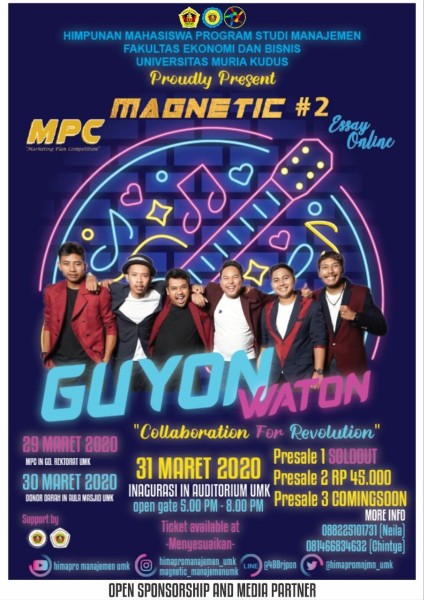 HIMPUNAN MAHASISWA PROGRAM STUDI MANAJEMEN
FAKULTAS EKONOMI DAN BISNIS
UNIVERSITAS MURIA KUDUS
Proudly Present
MAGNETIC #2
MPC
"Marketing Plan Competition"
Essay
Online
GUYON
WATON
"Collaboration For Revolution"
29 MARET 2020
MPC IN GD. REKTORAT UMK
30 MARET 2020
DONOR DARAH IN AULA MASJID UMK
31 MARET 2020
INAGURASI IN AUDITORIUM UMK
open gate 5.00 PM - 8.00 PM
Ticket available at
-Menyesuaikan-
Presale 1 SOLDOUT
Presale 2 RP 45.000
Presale 3 COMINGSOON
MORE INFO
088225101731 (Neila)
081466834632 (Chintya)
Support by
himapro manajemen umk
himapromanajemen_umk
magnetic_manajemenumk
LINE
@himapromnjmn_umk
OPEN SPONSORSHIP AND MEDIA PARTNER